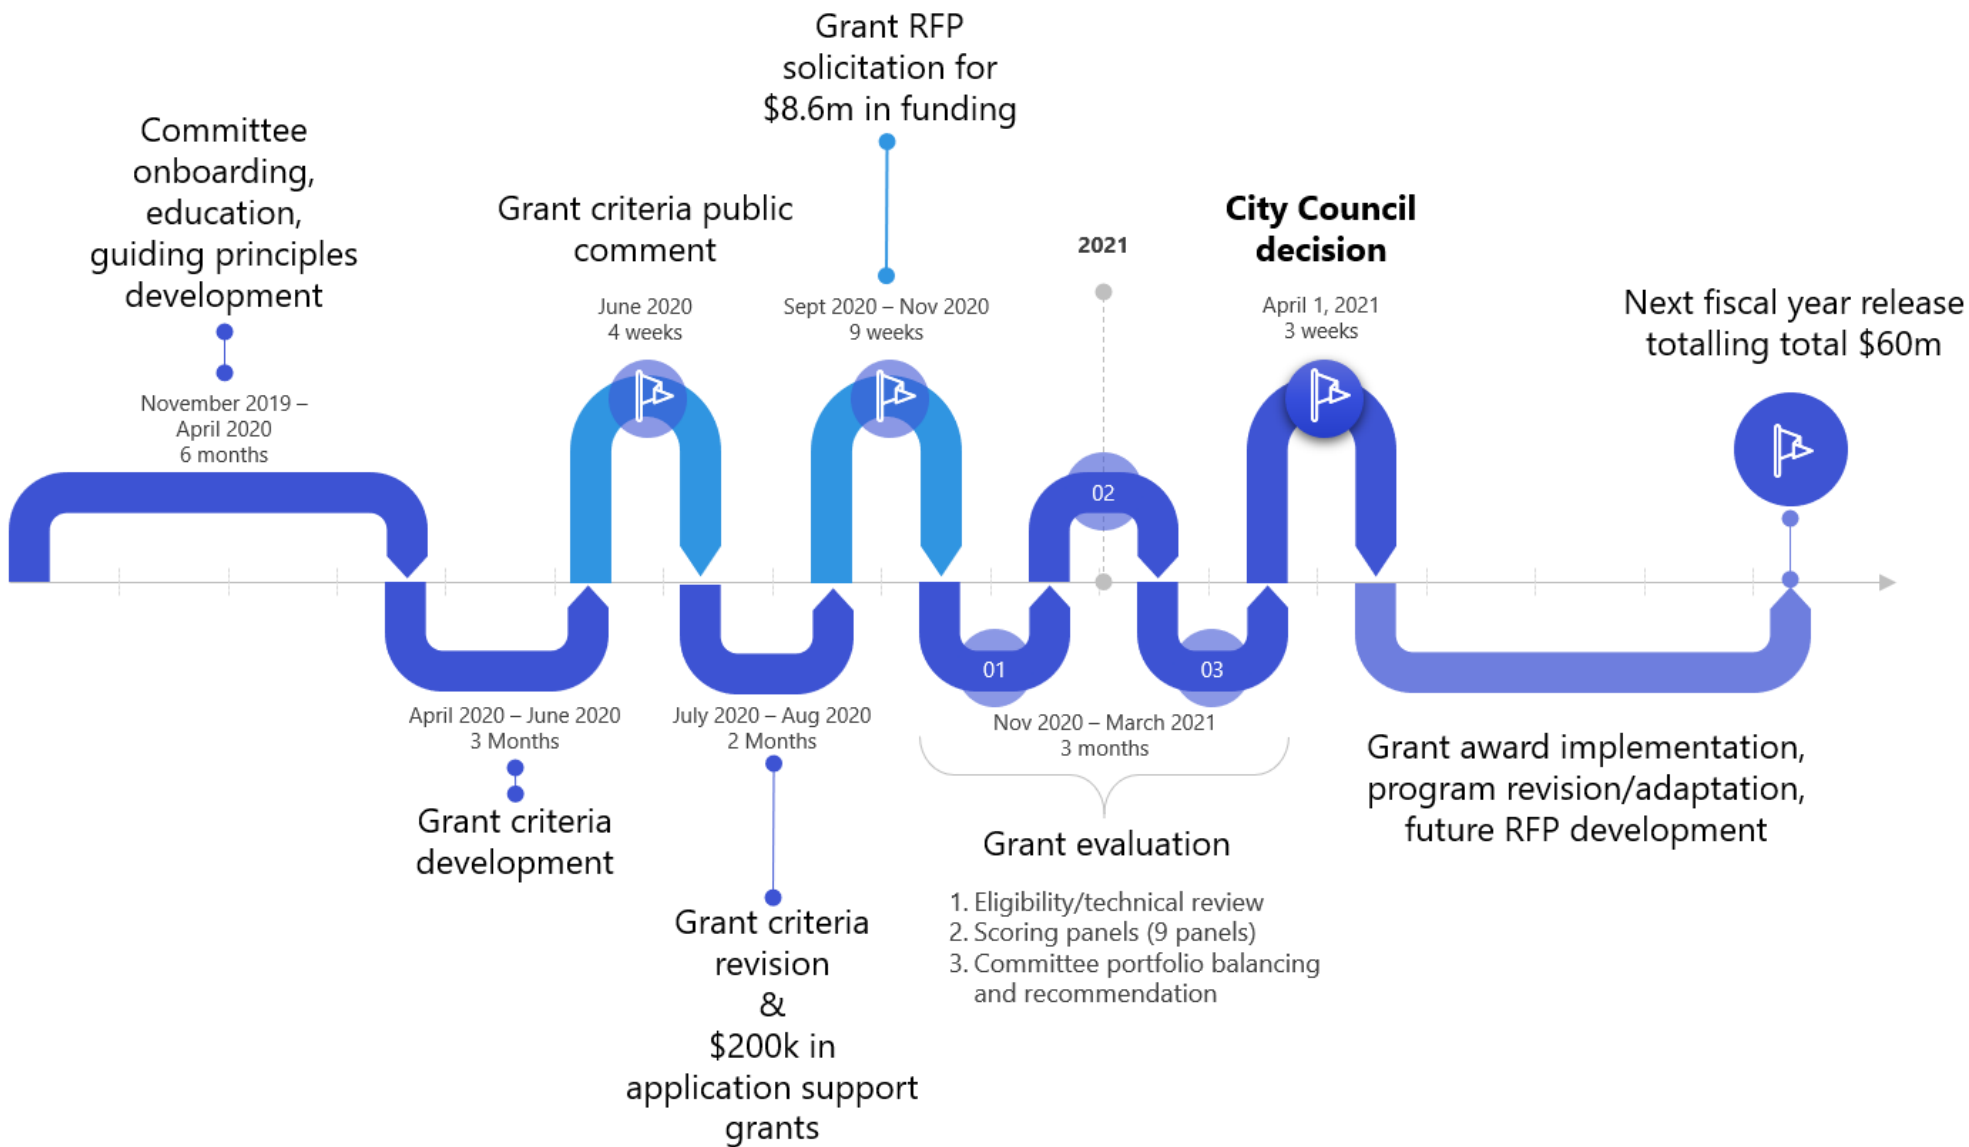 Grant RFP
solicitation for
$8.6m in funding
Committee
onboarding,
education,
guiding principles
development
Grant criteria public
comment
2021
City Council
decision
June 2020
4 weeks
Sept 2020 – Nov 2020
9 weeks
April 1, 2021
3 weeks
Next fiscal year release
totalling total $60m
November 2019 –
April 2020
6 months
02
01
03
April 2020 – June 2020
3 Months
July 2020 – Aug 2020
2 Months
Nov 2020 – March 2021
3 months
Grant criteria
development
Grant award implementation,
program revision/adaptation,
future RFP development
Grant evaluation
1. Eligibility/technical review
2. Scoring panels (9 panels)
3. Committee portfolio balancing
and recommendation
Grant criteria
revision
&
$200k in
application support
grants